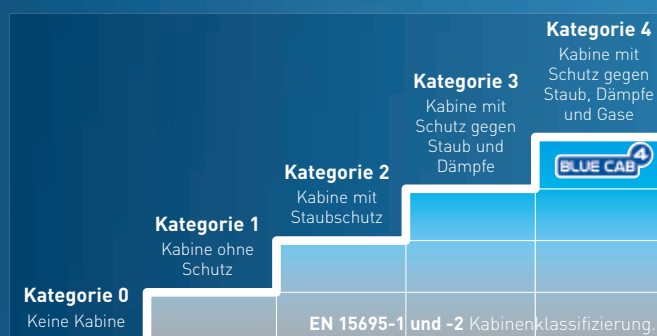 Kategorie 4
Kabine mit
Schutz gegen
Staub, Dämpfe
und Gase
Kategorie 3
Kabine mit
Schutz gegen
Staub und
Dämpfe
BLUE CAB 4
Kategorie 2
Kabine mit
Staubschutz
Kategorie 1
Kabine ohne
Schutz
Kategorie 0
Keine Kabine
EN 15695-1 und -2 Kabinenklassifizierung.